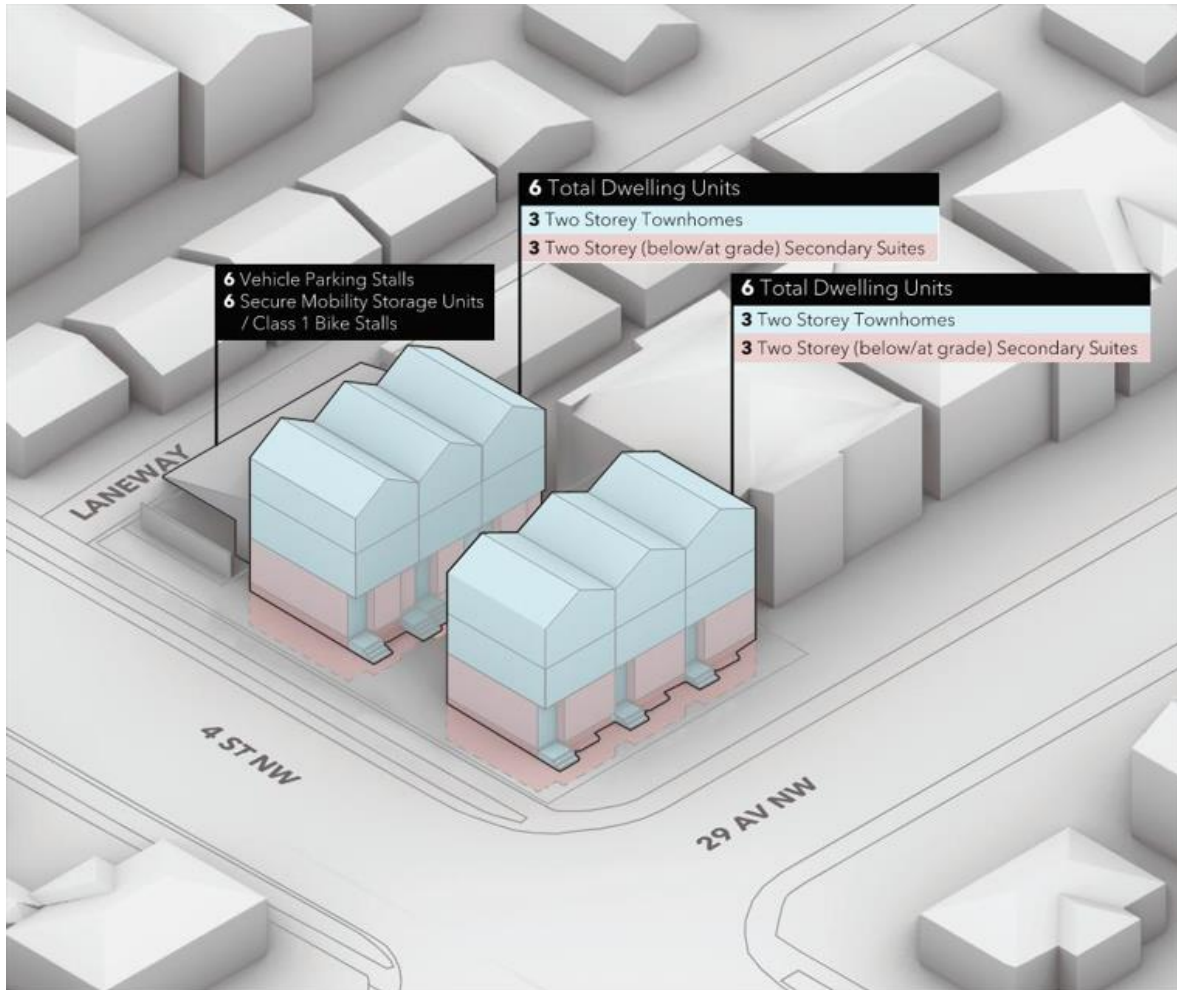 6 Total Dwelling Units
3 Two Storey Townhomes
3 Two Storey (below/at grade) Secondary Suites
6 Vehicle Parking Stalls
6 Secure Mobility Storage Units
/ Class 1 Bike Stalls
6 Total Dwelling Units
3 Two Storey Townhomes
3 Two Storey (below/at grade) Secondary Suites
LANEWAY
4 ST NW
29 AV NW